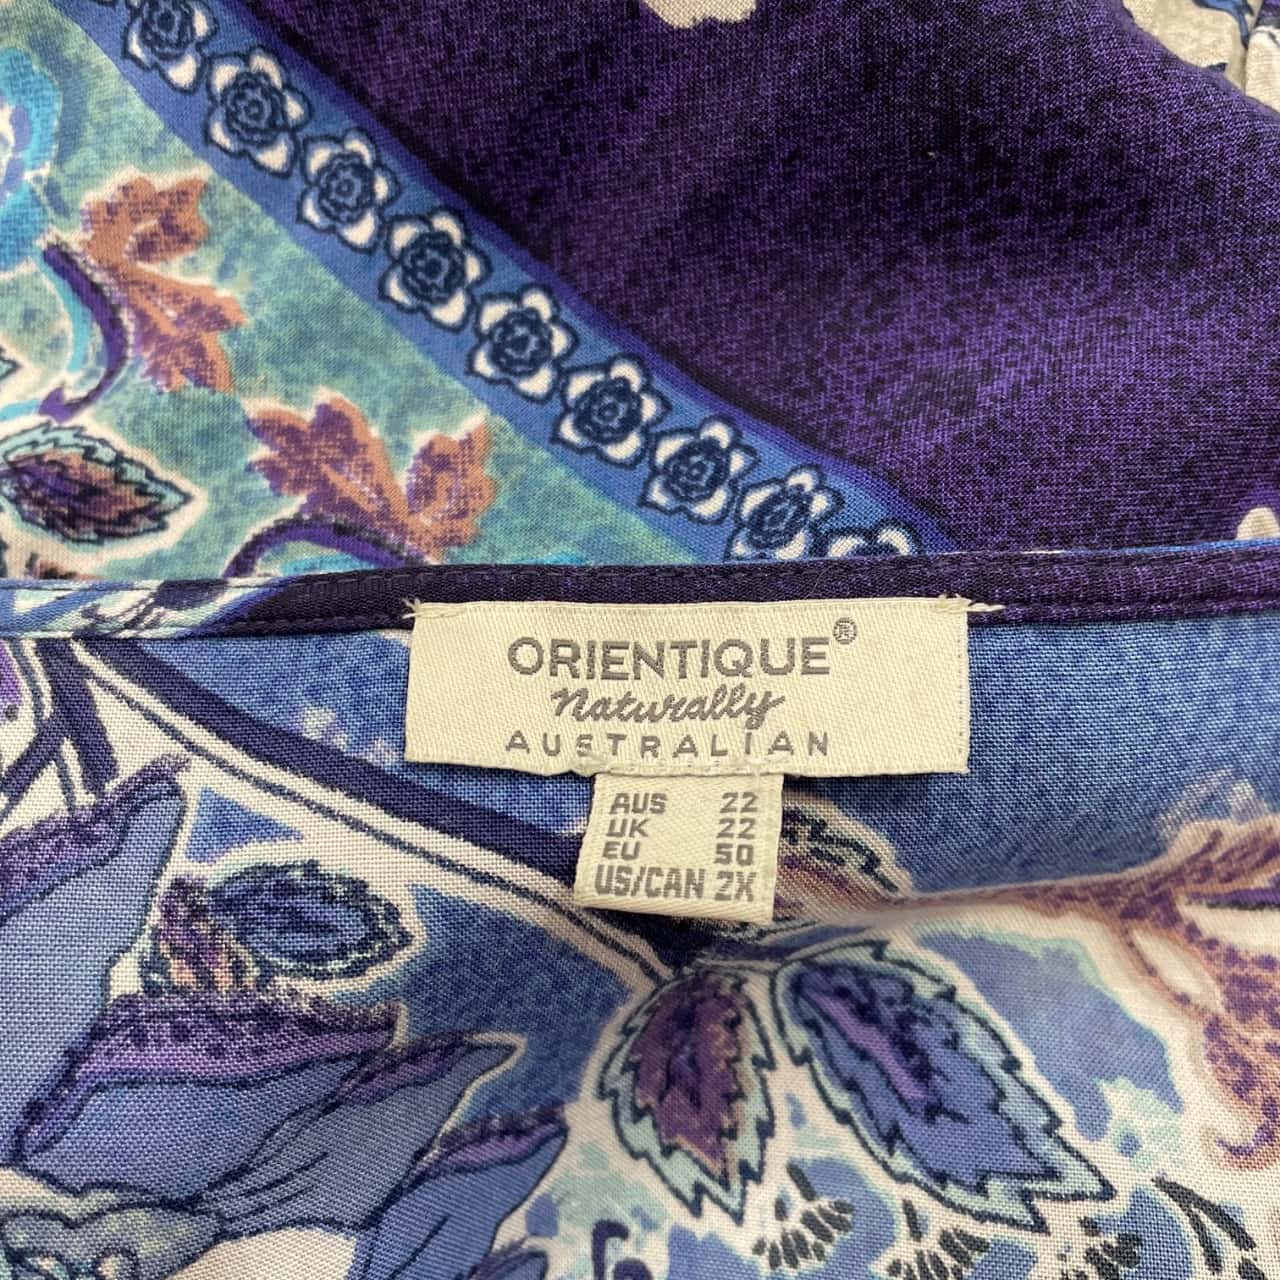 ORIENTIQUE®
Naturally
AUSTRALIAN
AUS 22
UK 22
EU 50
US/CAN 2X